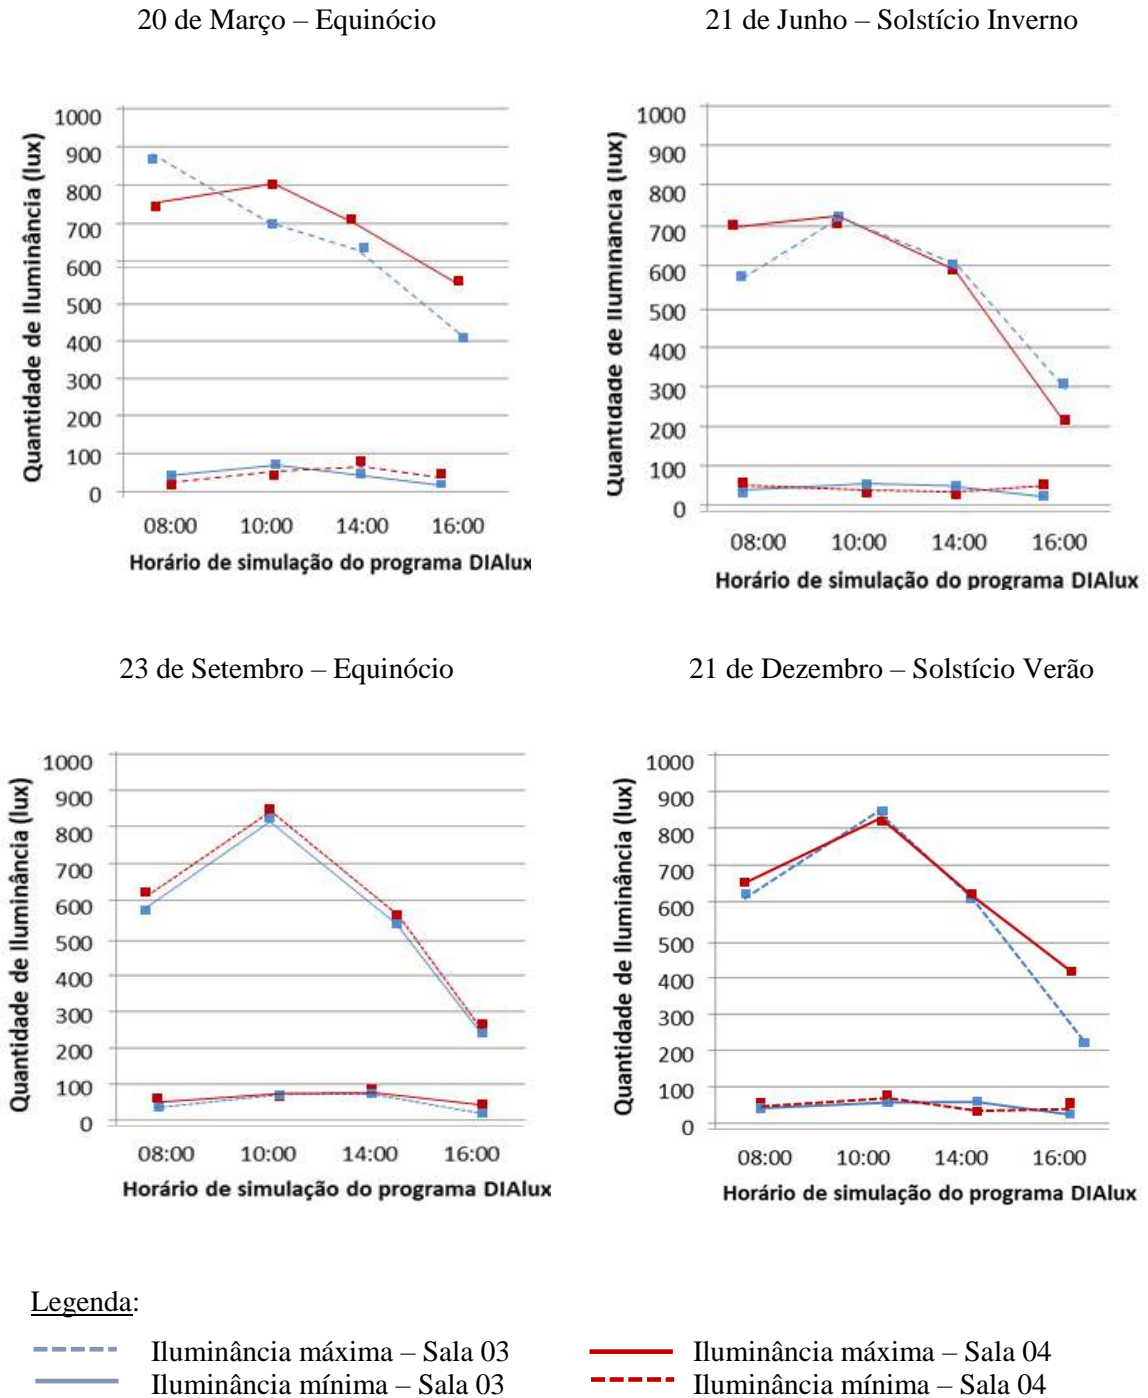 20 de Março – Equinócio
21 de Junho – Solstício Inverno
Quantidade de Iluminância (lux)
1000
900
800
700
600
500
400
300
200
100
0
08:00 10:00 14:00 16:00
Horário de simulação do programa DIAlux
Quantidade de Iluminância (lux)
1000
900
800
700
600
500
400
300
200
100
0
08:00 10:00 14:00 16:00
Horário de simulação do programa DIAlux
23 de Setembro – Equinócio
21 de Dezembro – Solstício Verão
Quantidade de Iluminância (lux)
1000
900
800
700
600
500
400
300
200
100
0
08:00 10:00 14:00 16:00
Horário de simulação do programa DIAlux
Quantidade de Iluminância (lux)
1000
900
800
700
600
500
400
300
200
100
0
08:00 10:00 14:00 16:00
Horário de simulação do programa DIAlux
Legenda:
Iluminância máxima – Sala 03
Iluminância máxima – Sala 04
Iluminância mínima – Sala 03
Iluminância mínima – Sala 04